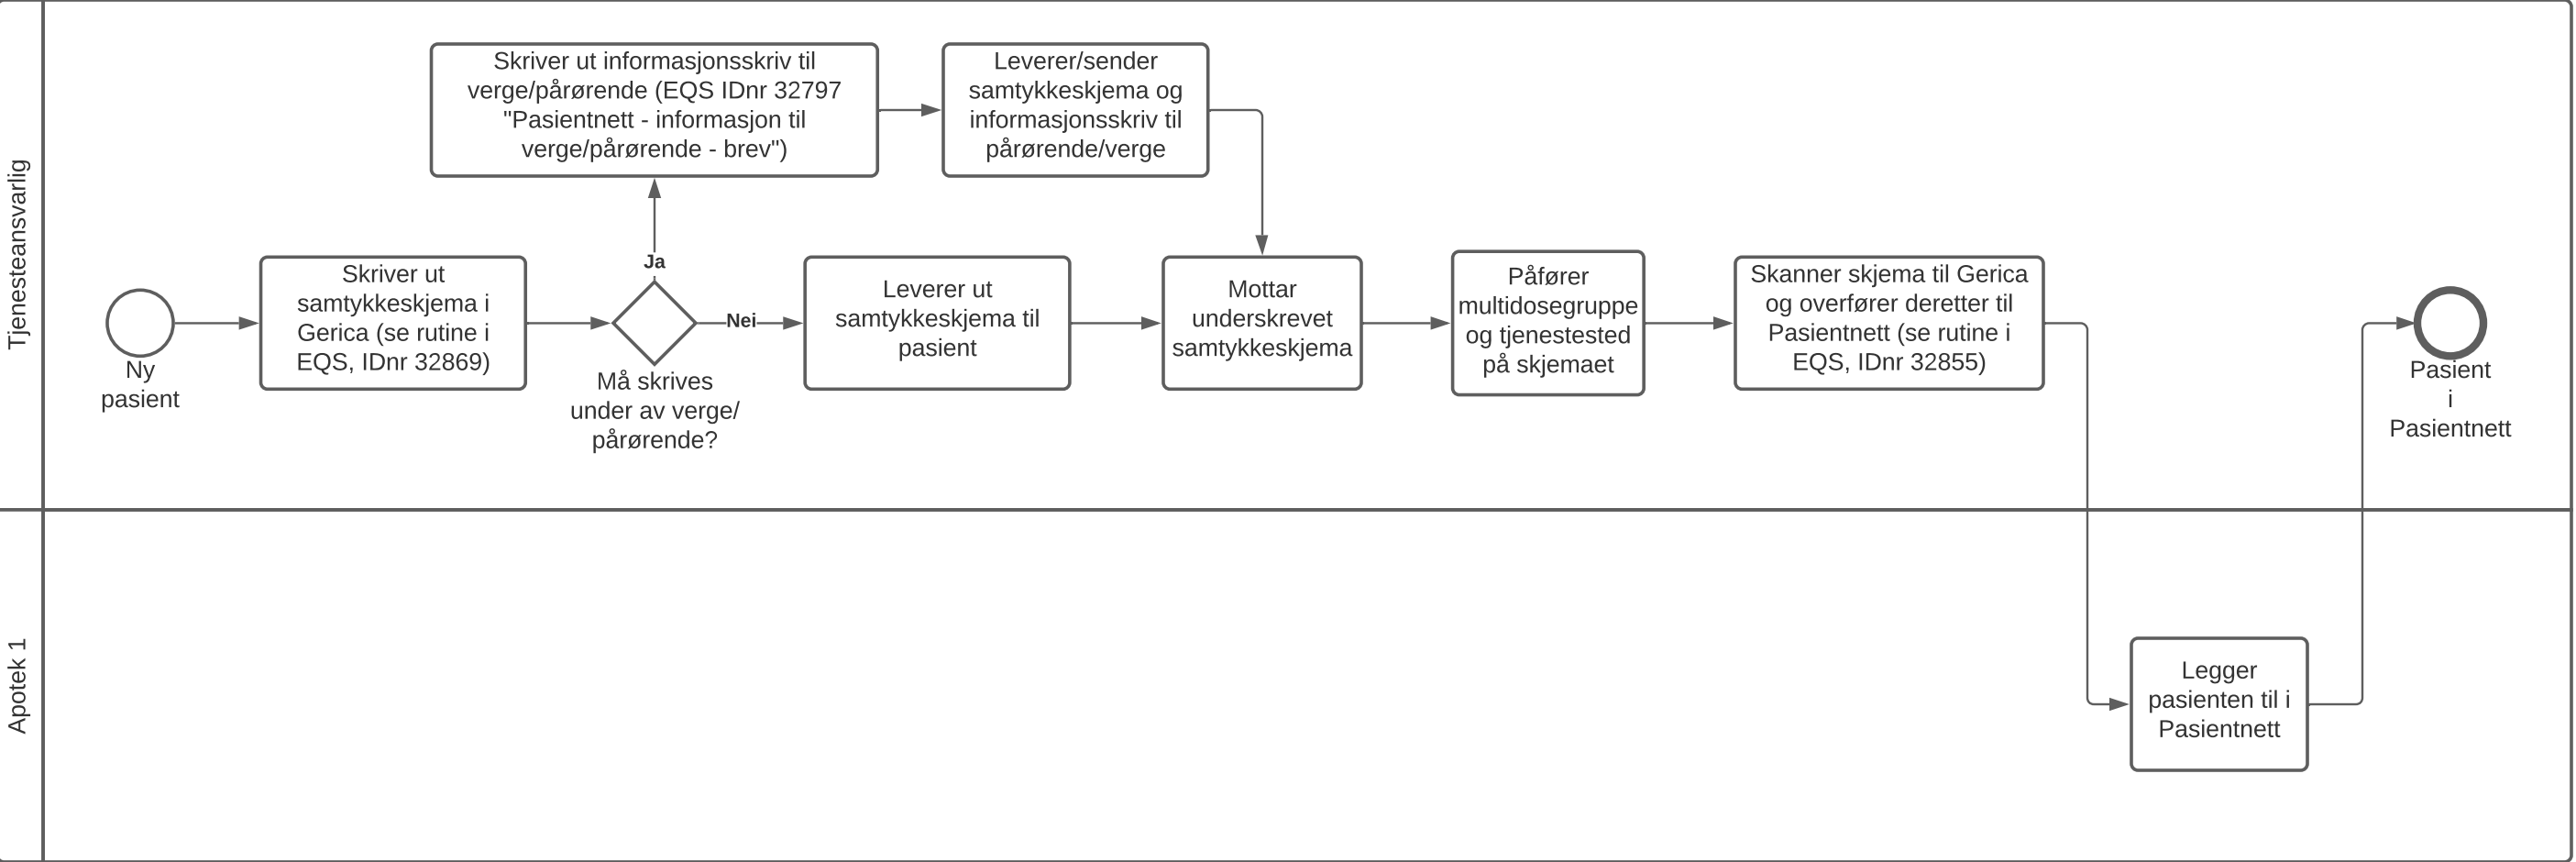 Tjenesteansvarlig
Ny
pasient
Skriver ut
samtykkeskjema i
Gerica (se rutine i
EQS, IDnr 32869)
Må skrives
under av verge/
pårørende?
Ja
Skriver ut informasjonsskriv til
verge/pårørende (EQS IDnr 32797
"Pasientnett - informasjon til
verge/pårørende - brev")
Leverer/sender
samtykkeskjema og
informasjonsskriv til
pårørende/verge
Nei
Leverer ut
samtykkeskjema til
pasient
Mottar
underskrevet
samtykkeskjema
Påfører
multidosegruppe
og tjenestested
på skjemaet
Skanner skjema til Gerica
og overfører deretter til
Pasientnett (se rutine i
EQS, IDnr 32855)
Pasient
i
Pasientnett
Apotek 1
Legger
pasienten til i
Pasientnett